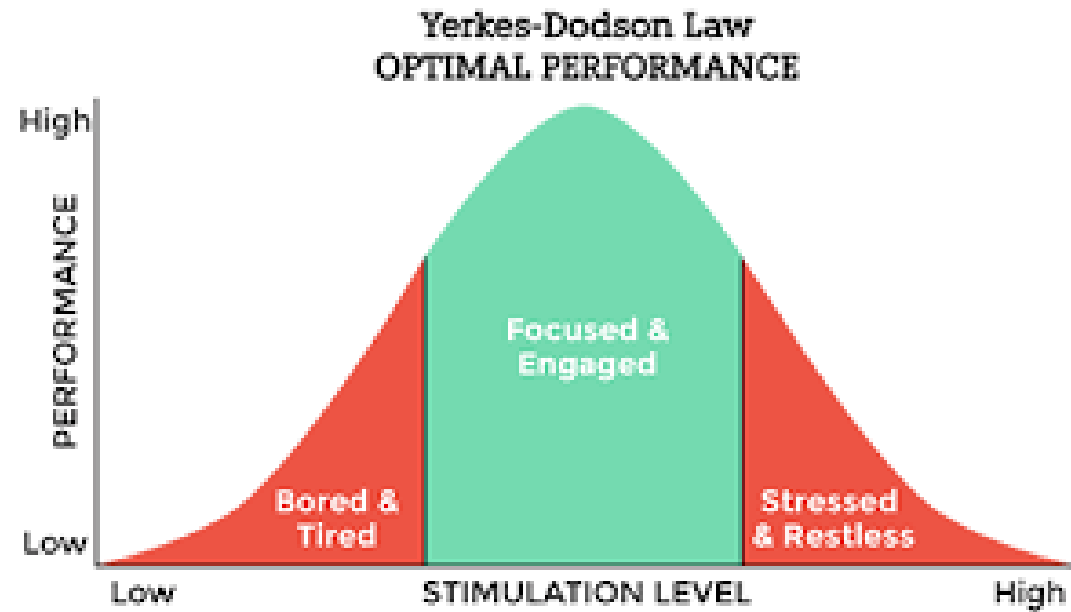 Yerkes-Dodson Law
OPTIMAL PERFORMANCE
High
PERFORMANCE
Focused &
Engaged
Bored &
Tired
Stressed
& Restless
Low
Low
STIMULATION LEVEL
High